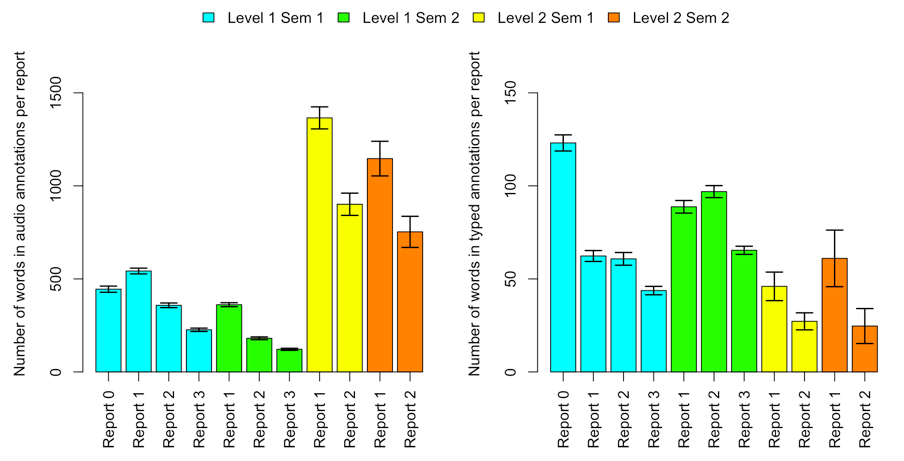 Level 1 Sem 1 Level 1 Sem 2 Level 2 Sem 1 Level 2 Sem 2
Number of words in audio annotations per report
1500
1000
500
0
Report 0
Report 1
Report 2
Report 3
Report 1
Report 2
Report 3
Report 1
Report 2
Report 1
Report 2
Number of words in typed annotations per report
150
100
50
0
Report 0
Report 1
Report 2
Report 3
Report 1
Report 2
Report 3
Report 1
Report 2
Report 1
Report 2